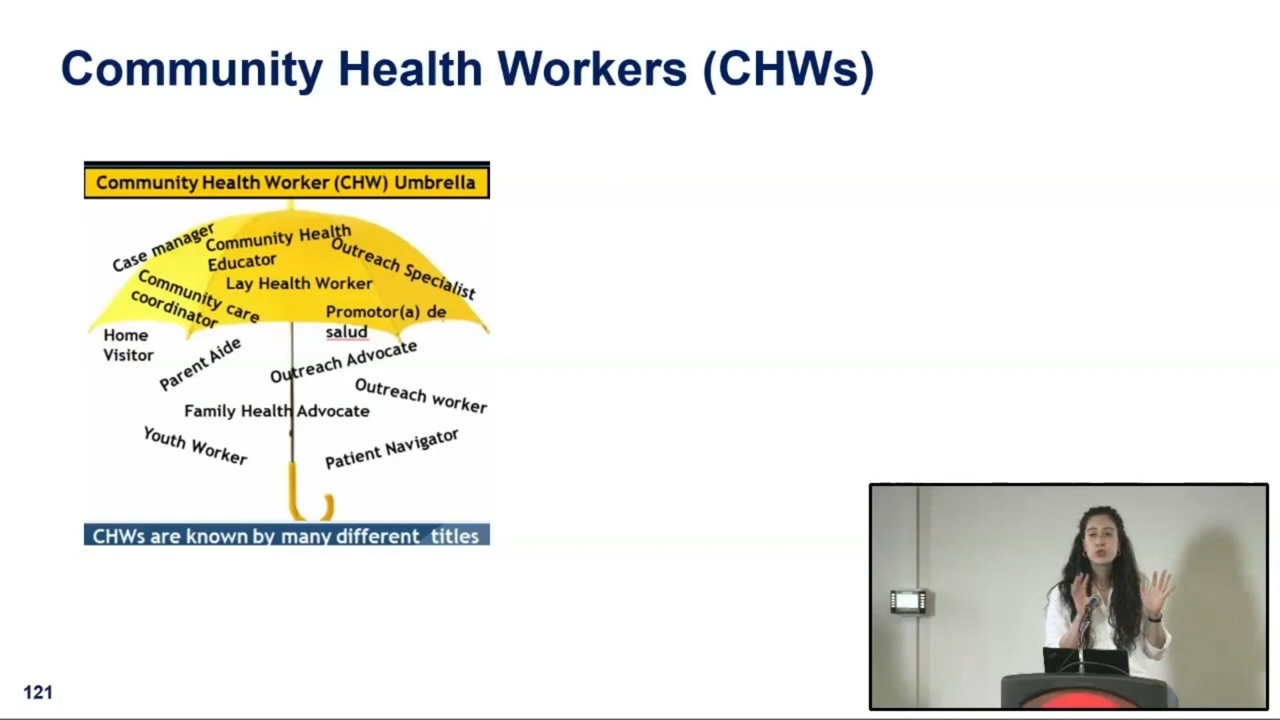 Community Health Workers (CHWs)
Community Health Worker (CHW) Umbrella
Case manager
Community Health
Educator
Outreach Specialist
Lay Health Worker
Community care
coordinator
Promotor(a) de
salud
Home
Visitor
Parent Aide
Outreach Advocate
Outreach worker
Family Health Advocate
Youth Worker
Patient Navigator
CHWs are known by many different titles
121